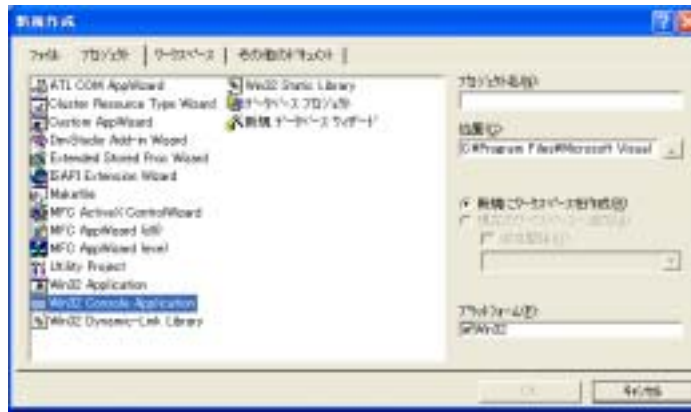 新規作成
ファイル プロジェクト ワークスペース その他のドキュメント
ATL COM AppWizard
Cluster Resource Type Wizard
Custom AppWizard
DevStudio Add-in Wizard
Extended Stored Proc Wizard
ISAPI Extension Wizard
Makefile
MFC ActiveX ControlWizard
MFC AppWizard (dll)
MFC AppWizard (exe)
Utility Project
Win32 Application
Win32 Console Application
Win32 Dynamic-Link Library
Win32 Static Library
データベース プロジェクト
新規 データベース ウィザード
プロジェクト名(N):
位置(C):
C:¥Program Files¥Microsoft Visual
新規にワークスペースを作成(R)
プラットフォーム(P):
Win32
OK
キャンセル